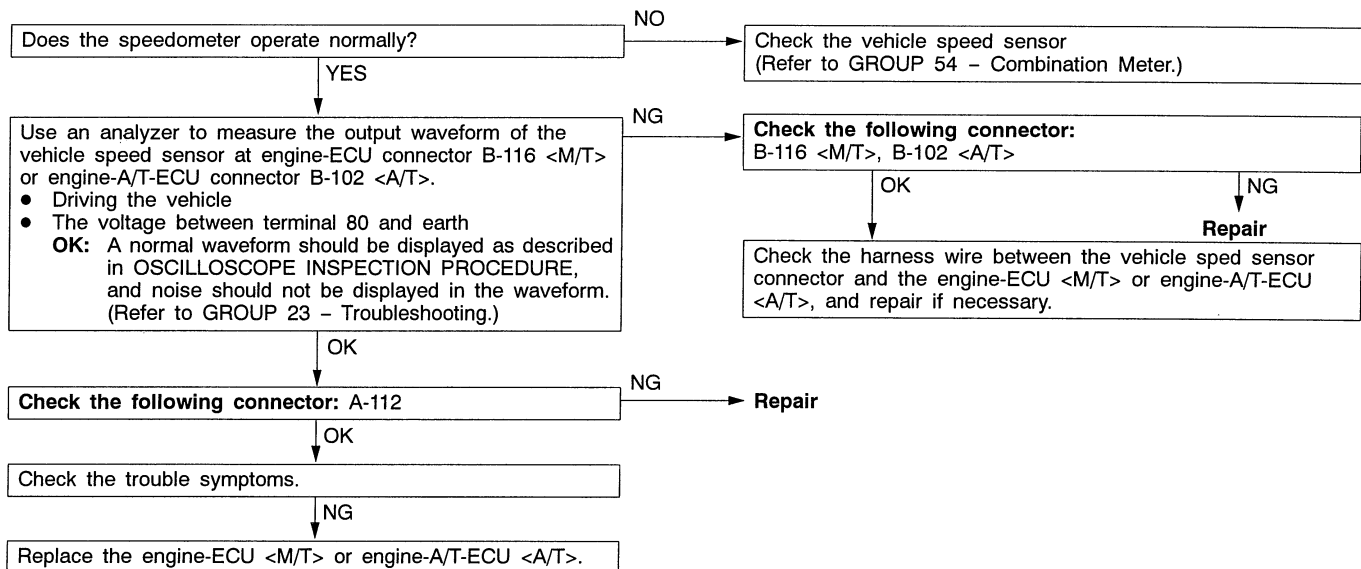 Does the speedometer operate normally?
NO
Check the vehicle speed sensor
(Refer to GROUP 54 – Combination Meter.)
YES
Use an analyzer to measure the output waveform of the
vehicle speed sensor at engine-ECU connector B-116 <M/T>
or engine-A/T-ECU connector B-102 <A/T>.
● Driving the vehicle
● The voltage between terminal 80 and earth
OK: A normal waveform should be displayed as described
in OSCILLOSCOPE INSPECTION PROCEDURE,
and noise should not be displayed in the waveform.
(Refer to GROUP 23 – Troubleshooting.)
NG
Check the following connector:
B-116 <M/T>, B-102 <A/T>
OK
NG
Repair
Check the harness wire between the vehicle sped sensor
connector and the engine-ECU <M/T> or engine-A/T-ECU
<A/T>, and repair if necessary.
OK
Check the following connector: A-112
NG
Repair
OK
Check the trouble symptoms.
NG
Replace the engine-ECU <M/T> or engine-A/T-ECU <A/T>.